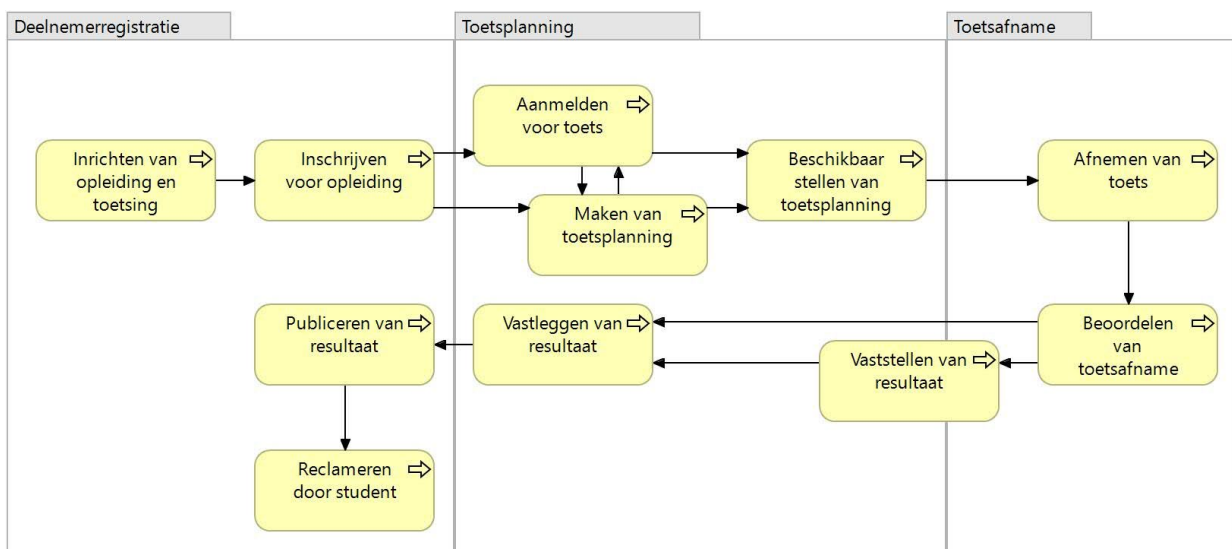 Deelnemerregistratie
Toetsplanning
Toetsafname
Aanmelden
voor toets
Inrichten van
opleiding en
toetsing
Inschrijven
voor opleiding
Beschikbaar
stellen van
toetsplanning
Afnemen van
toets
Maken van
toetsplanning
Publiceren van
resultaat
Vastleggen van
resultaat
Vaststellen van
resultaat
Beoordelen
van
toetsafname
Reclameren
door student